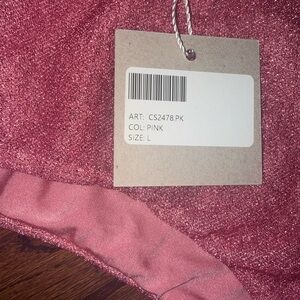 ART: CS2478.PK
COL: PINK
SIZE: L